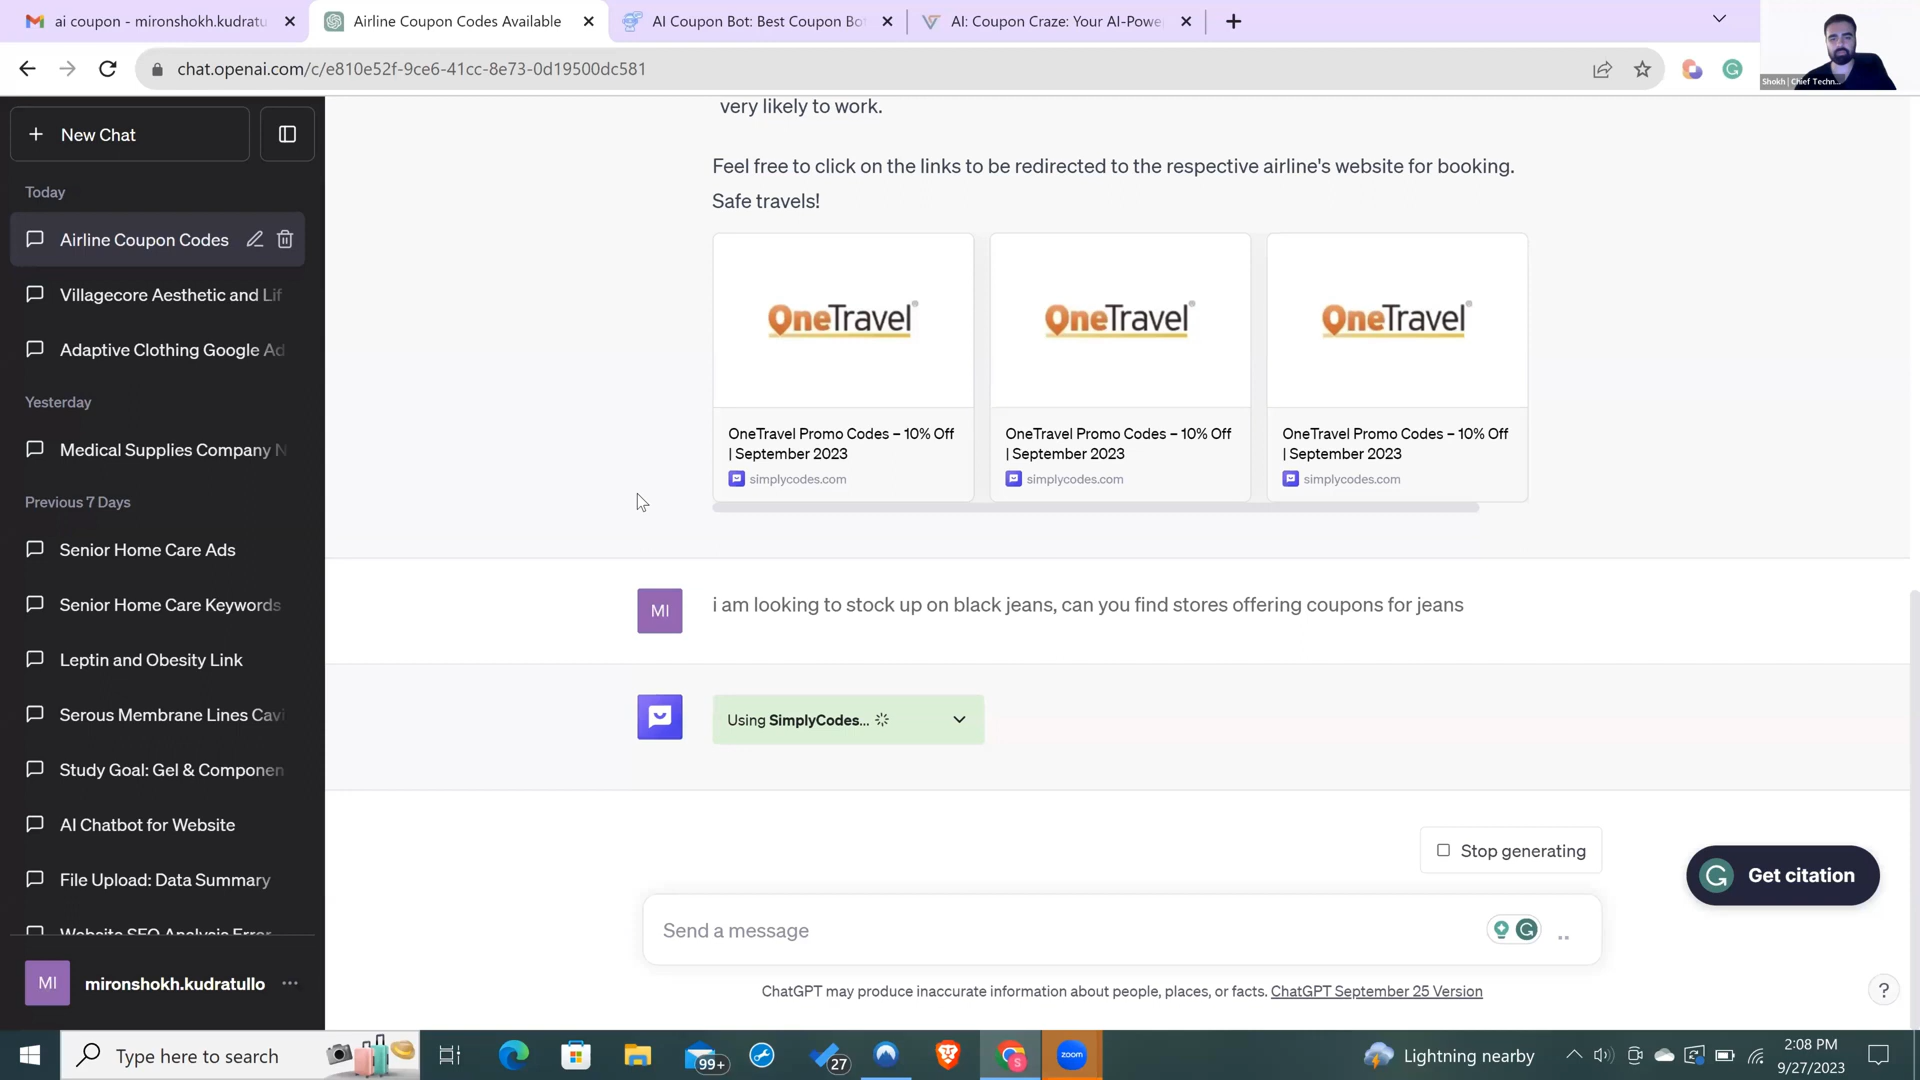 ai coupon - mironshokh.kudratu
Airline Coupon Codes Available
AI Coupon Bot: Best Coupon Bo
AI: Coupon Craze: Your AI-Powe
chat.openai.com/c/e810e52f-9ce6-41cc-8e73-0d19500dc581
Shokh | Chief Techn...
New Chat
Today
Airline Coupon Codes
Villagecore Aesthetic and Lif
Adaptive Clothing Google Ad
Yesterday
Medical Supplies Company N
Previous 7 Days
Senior Home Care Ads
Senior Home Care Keywords
Leptin and Obesity Link
Serous Membrane Lines Cavi
Study Goal: Gel & Componen
AI Chatbot for Website
File Upload: Data Summary
Website SEO Analysis Error
MI
mironshokh.kudratullo
very likely to work.
Feel free to click on the links to be redirected to the respective airline's website for booking.
Safe travels!
OneTravel®
OneTravel Promo Codes – 10% Off
| September 2023
simplycodes.com
OneTravel®
OneTravel Promo Codes – 10% Off
| September 2023
simplycodes.com
OneTravel®
OneTravel Promo Codes – 10% Off
| September 2023
simplycodes.com
MI
i am looking to stock up on black jeans, can you find stores offering coupons for jeans
Using SimplyCodes...
Stop generating
Get citation
Send a message
ChatGPT may produce inaccurate information about people, places, or facts. ChatGPT September 25 Version
?
Type here to search
99+
27
zoom
Lightning nearby
2:08 PM
9/27/2023